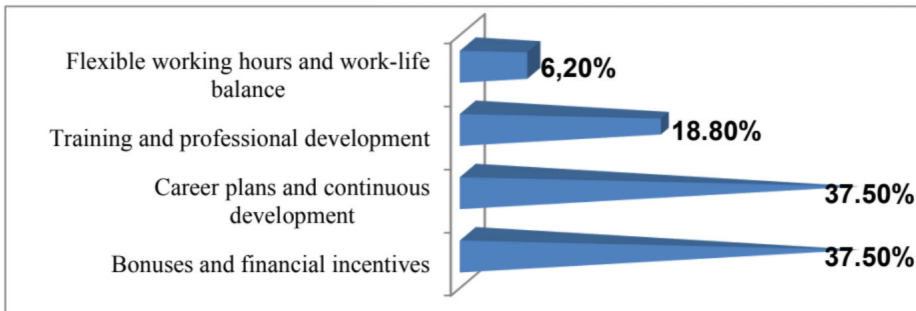 Flexible working hours and work-life
balance
6,20%
Training and professional development
18.80%
Career plans and continuous
development
37.50%
Bonuses and financial incentives
37.50%